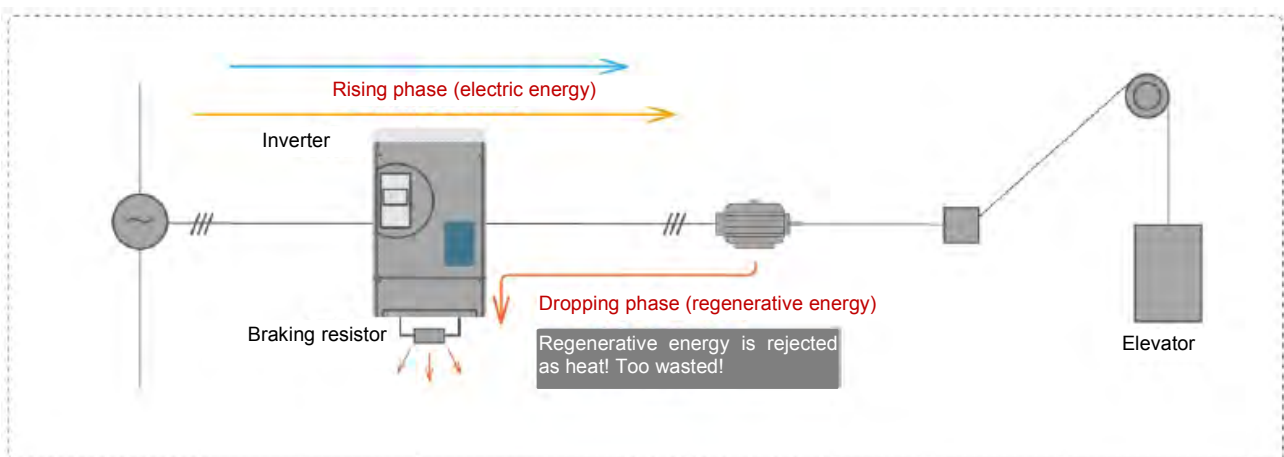 Rising phase (electric energy)
Inverter
Dropping phase (regenerative energy)
Braking resistor
Regenerative energy is rejected
as heat! Too wasted!
Elevator